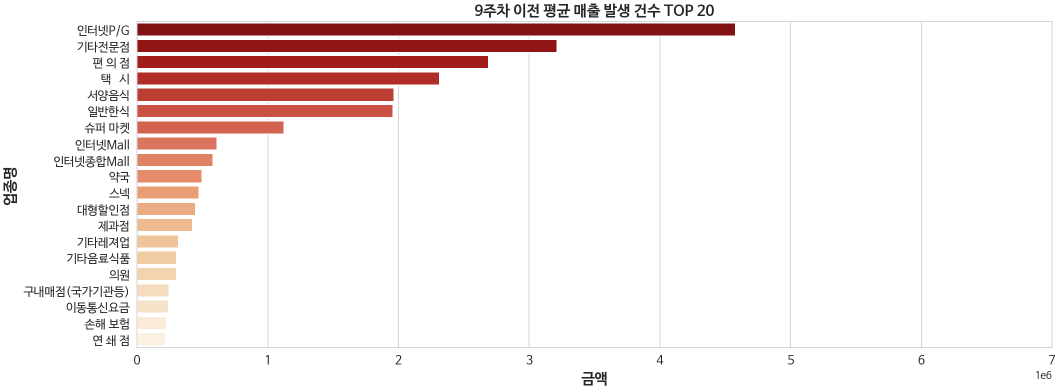 9주차 이전 평균 매출 발생 건수 TOP 20
인터넷P/G
기타전문점
편 의 점
택 시
서양음식
일반한식
슈퍼 마켓
인터넷Mall
인터넷종합Mall
약국
스넥
대형할인점
제과점
기타레져업
기타음료식품
의원
구내매점(국가기관등)
이동통신요금
손해 보험
연 쇄 점
업종명
0 1 2 3 4 5 6 7
1e6
금액